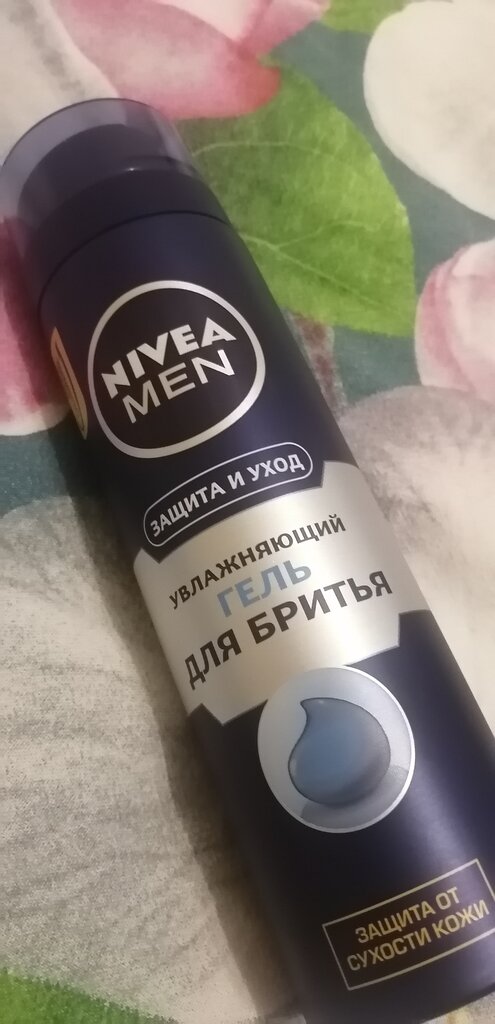 NIVEA
MEN
ЗАЩИТА И УХОД
УВЛАЖНЯЮЩИЙ
ГЕЛЬ
ДЛЯ БРИТЬЯ
ЗАЩИТА ОТ
СУХОСТИ КОЖИ